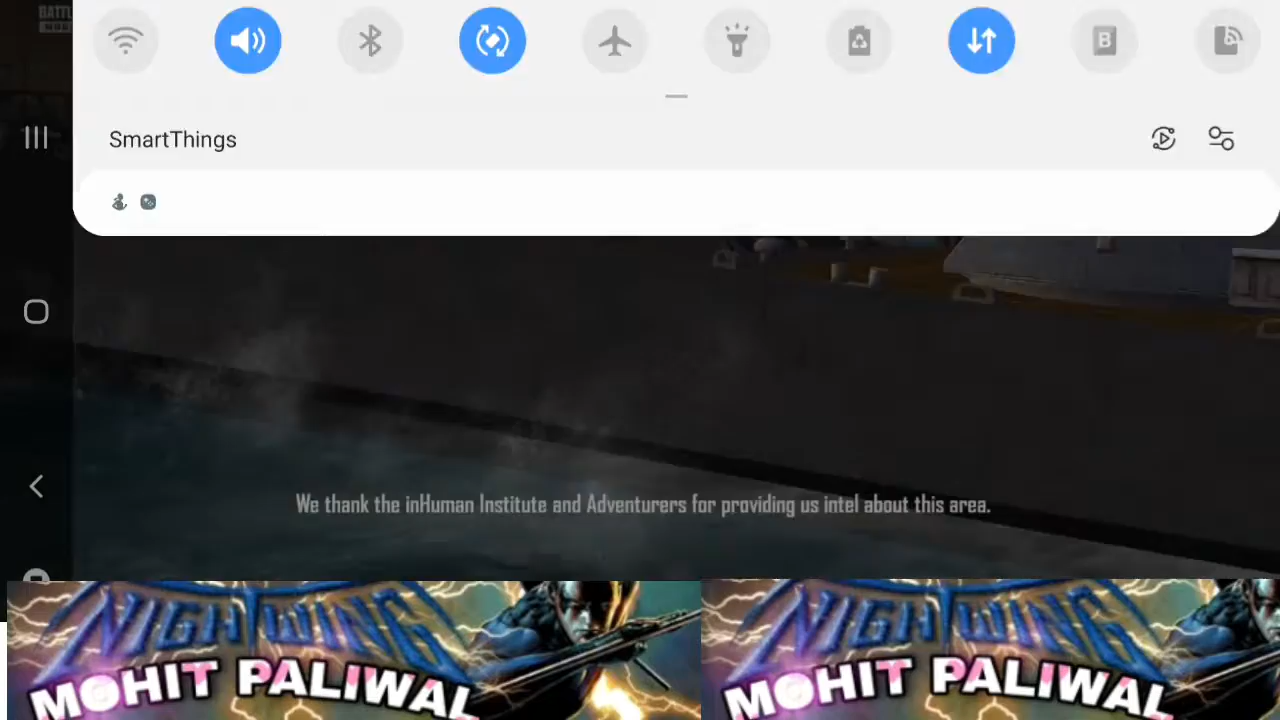 BATTL
SmartThings
B
We thank the inHuman Institute and Adventurers for providing us intel about this area.
NIGHTWING NIGHTWING
MOHIT PALIWAL MOHIT PALIWAL